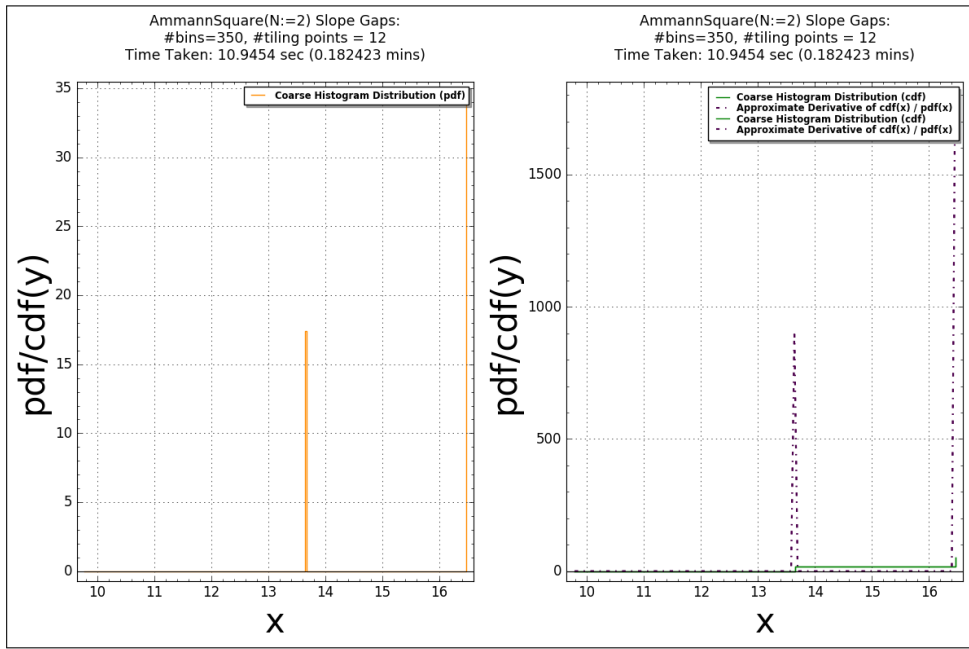 AmmannSquare(N:=2) Slope Gaps:
#bins=350, #tiling points = 12
Time Taken: 10.9454 sec (0.182423 mins)
Coarse Histogram Distribution (pdf)
35
30
25
20
15
10
5
0
10 11 12 13 14 15 16
pdf/cdf(y)
x
AmmannSquare(N:=2) Slope Gaps:
#bins=350, #tiling points = 12
Time Taken: 10.9454 sec (0.182423 mins)
Coarse Histogram Distribution (cdf)
Approximate Derivative of cdf(x) / pdf(x)
Coarse Histogram Distribution (cdf)
Approximate Derivative of cdf(x) / pdf(x)
1500
1000
500
0
10 11 12 13 14 15 16
pdf/cdf(y)
x